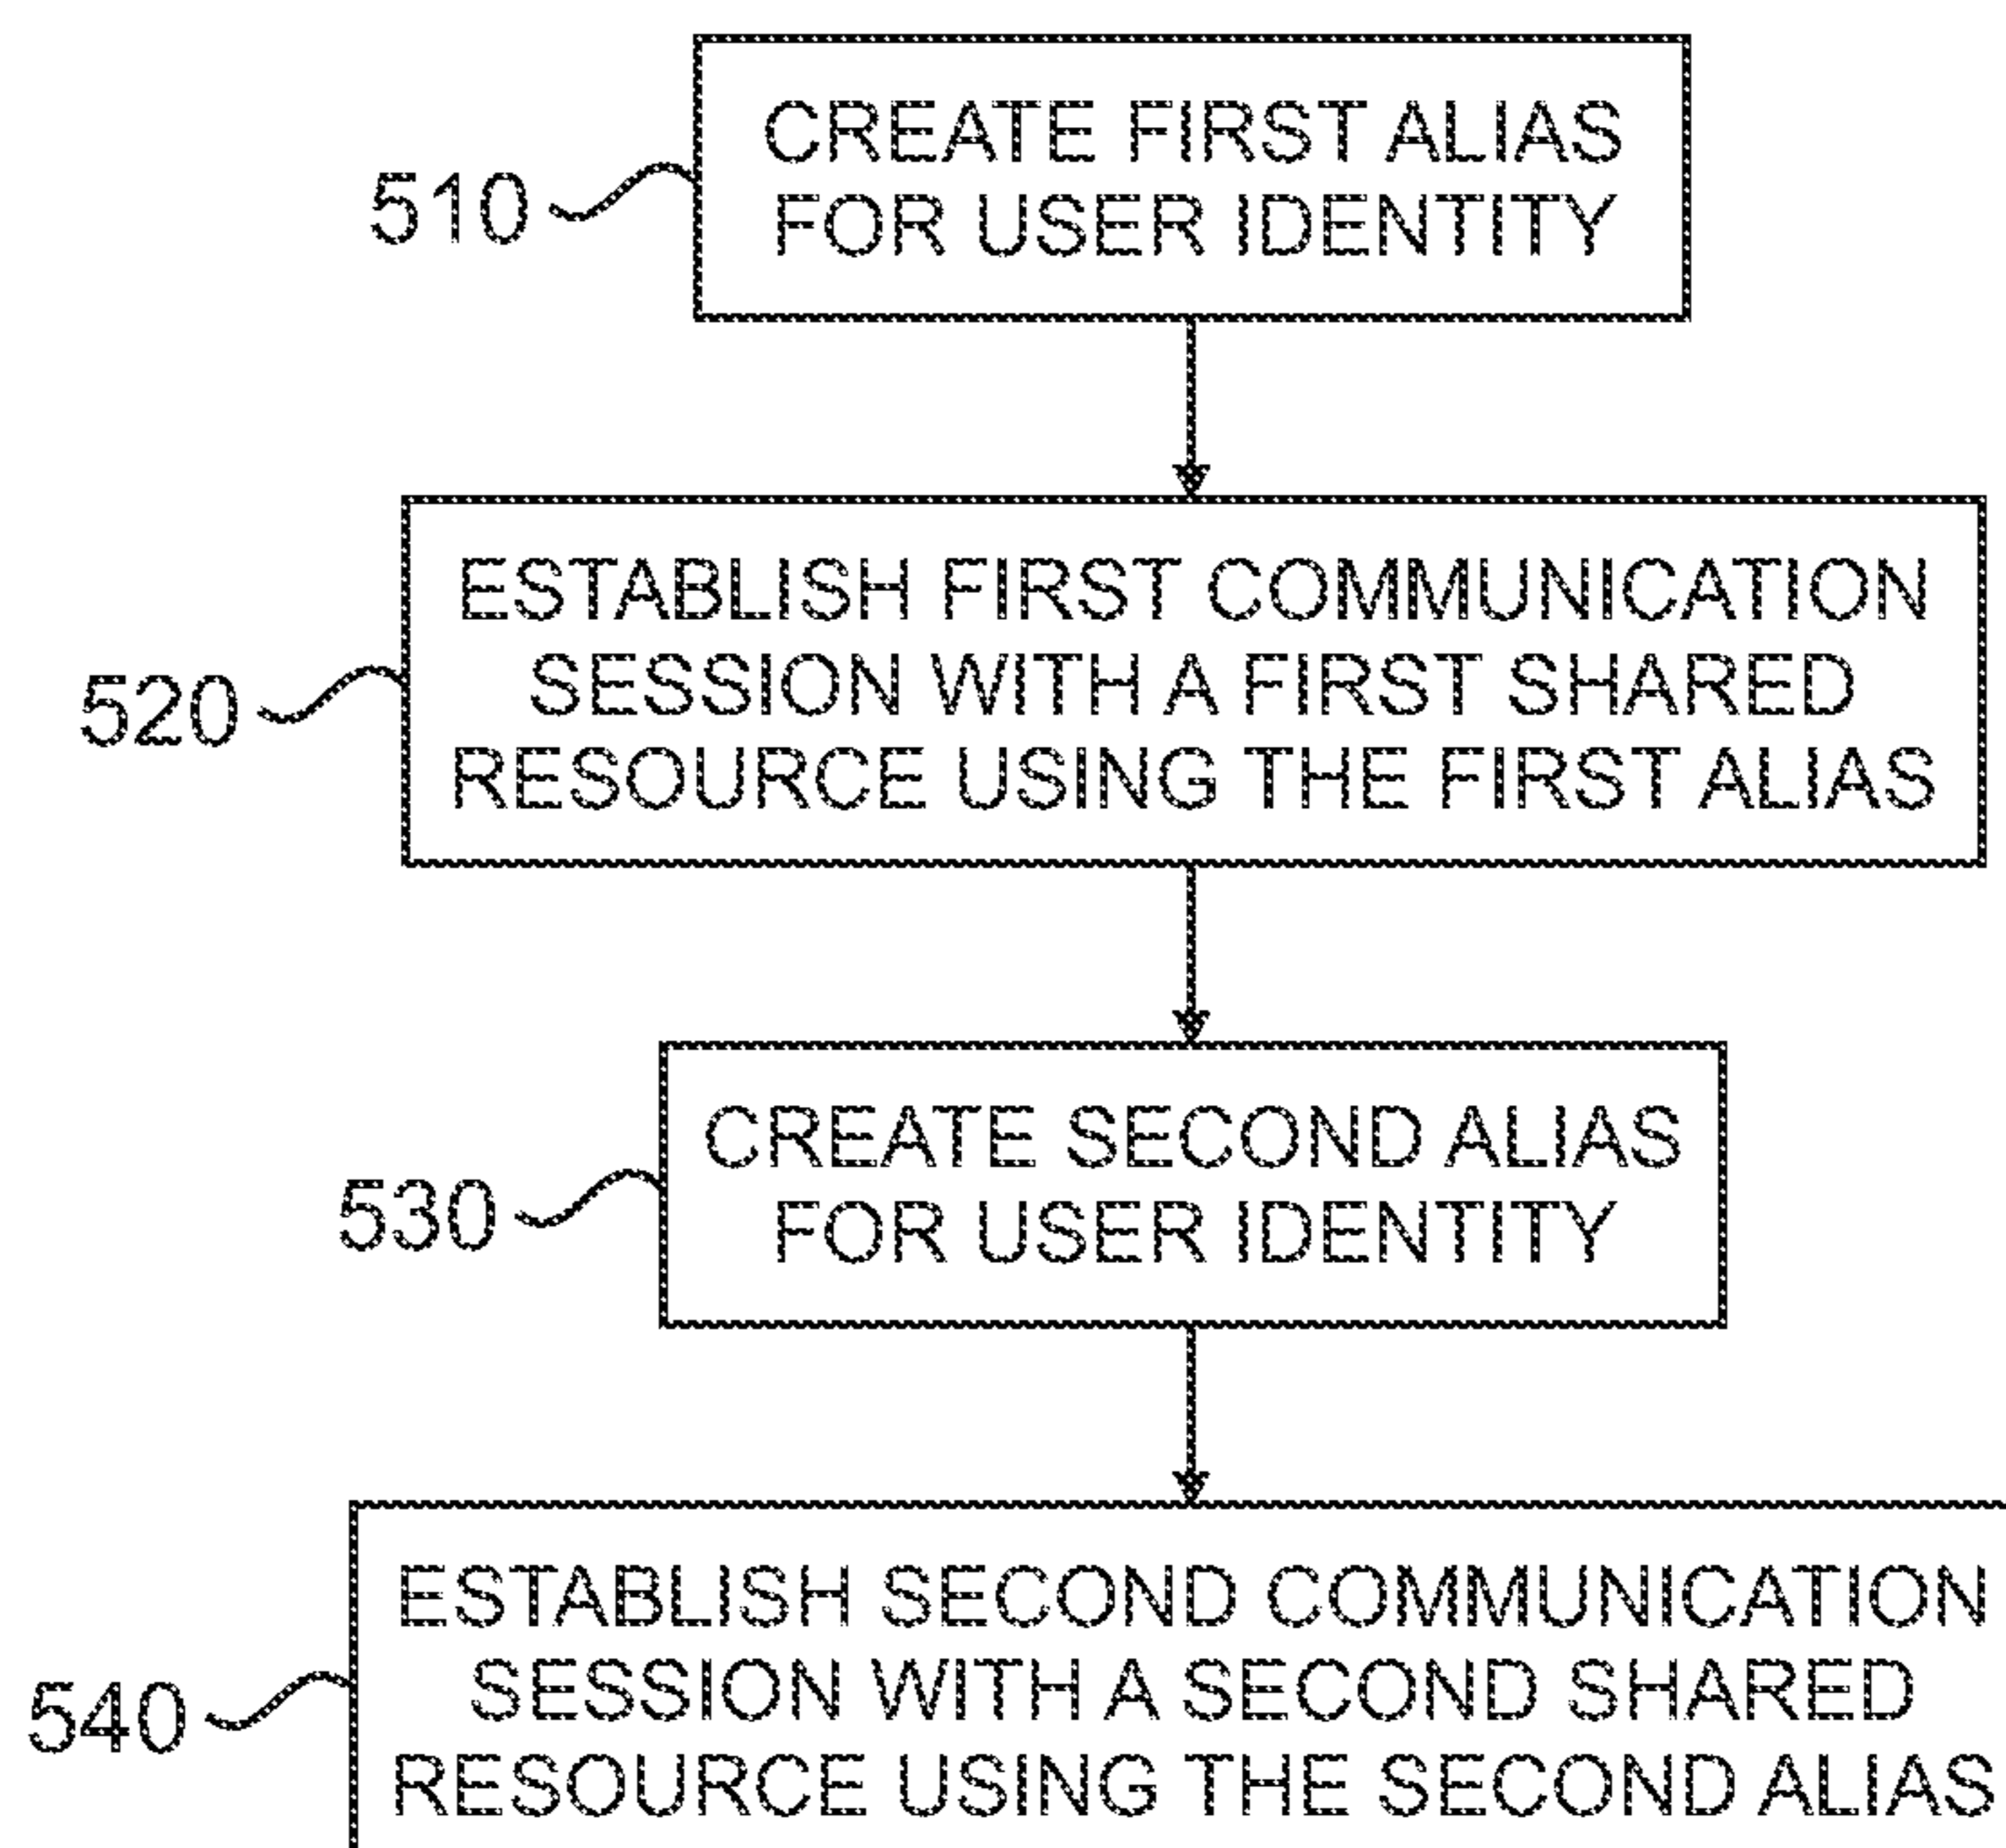 510
CREATE FIRST ALIAS
FOR USER IDENTITY
520
ESTABLISH FIRST COMMUNICATION
SESSION WITH A FIRST SHARED
RESOURCE USING THE FIRST ALIAS
530
CREATE SECOND ALIAS
FOR USER IDENTITY
540
ESTABLISH SECOND COMMUNICATION
SESSION WITH A SECOND SHARED
RESOURCE USING THE SECOND ALIAS